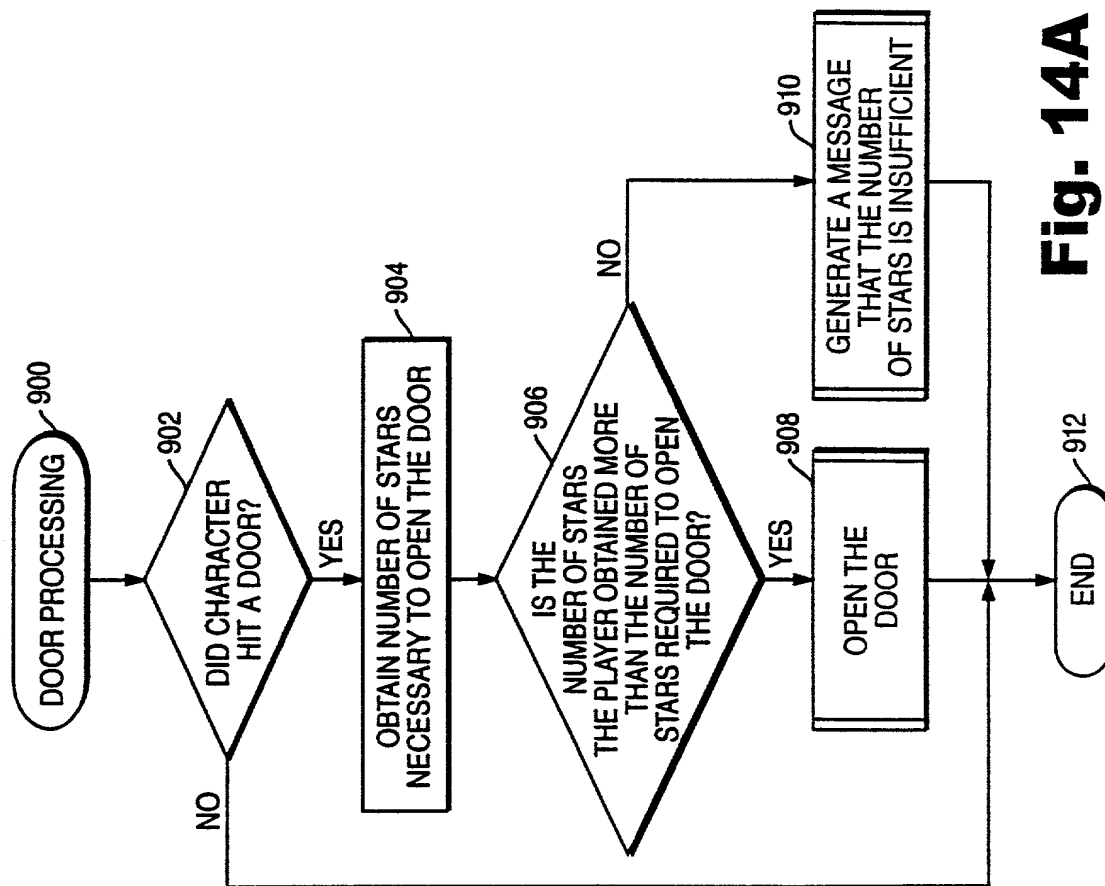 DOOR PROCESSING
900
902
DID CHARACTER
HIT A DOOR?
NO
YES
904
OBTAIN NUMBER OF STARS
NECESSARY TO OPEN THE DOOR
906
IS THE
NUMBER OF STARS
THE PLAYER OBTAINED MORE
THAN THE NUMBER OF
STARS REQUIRED TO OPEN
THE DOOR?
NO
YES
908
OPEN THE
DOOR
910
GENERATE A MESSAGE
THAT THE NUMBER
OF STARS IS INSUFFICIENT
912
END
Fig. 14A